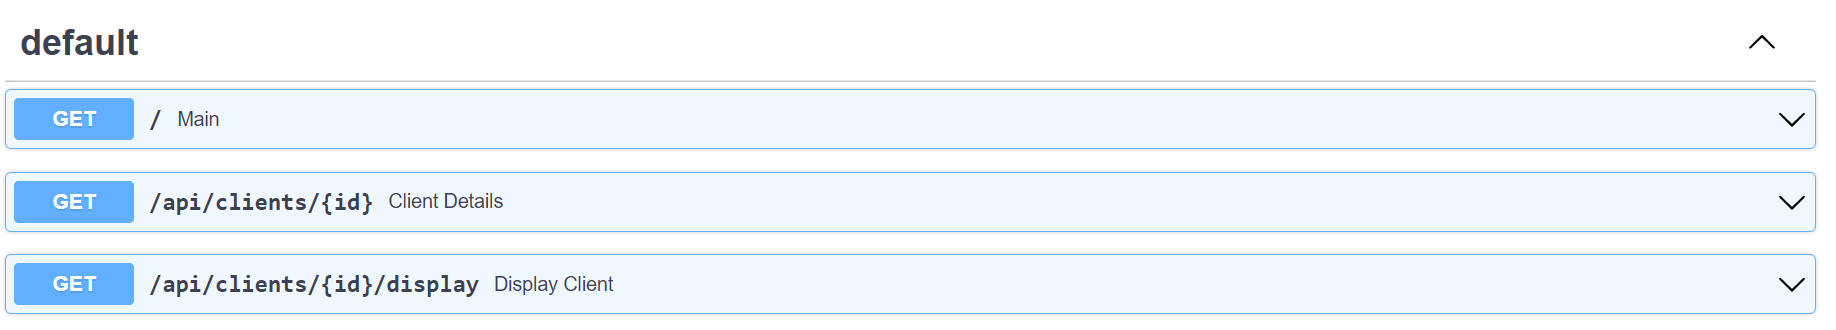 default
GET / Main
GET /api/clients/{id} Client Details
GET /api/clients/{id}/display Display Client